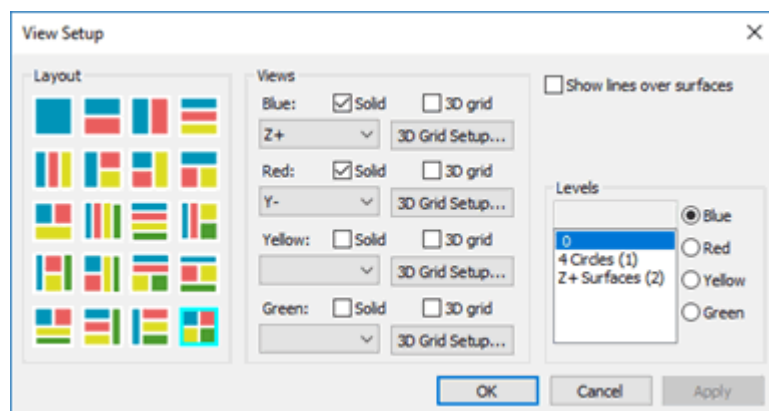 View Setup
Layout
Views
Blue: Solid 3D grid
Z+ 3D Grid Setup...
Red: Solid 3D grid
Y- 3D Grid Setup...
Yellow: Solid 3D grid
3D Grid Setup...
Green: Solid 3D grid
3D Grid Setup...
Show lines over surfaces
Levels
0
4 Circles (1)
Z+ Surfaces (2)
Blue
Red
Yellow
Green
OK Cancel Apply